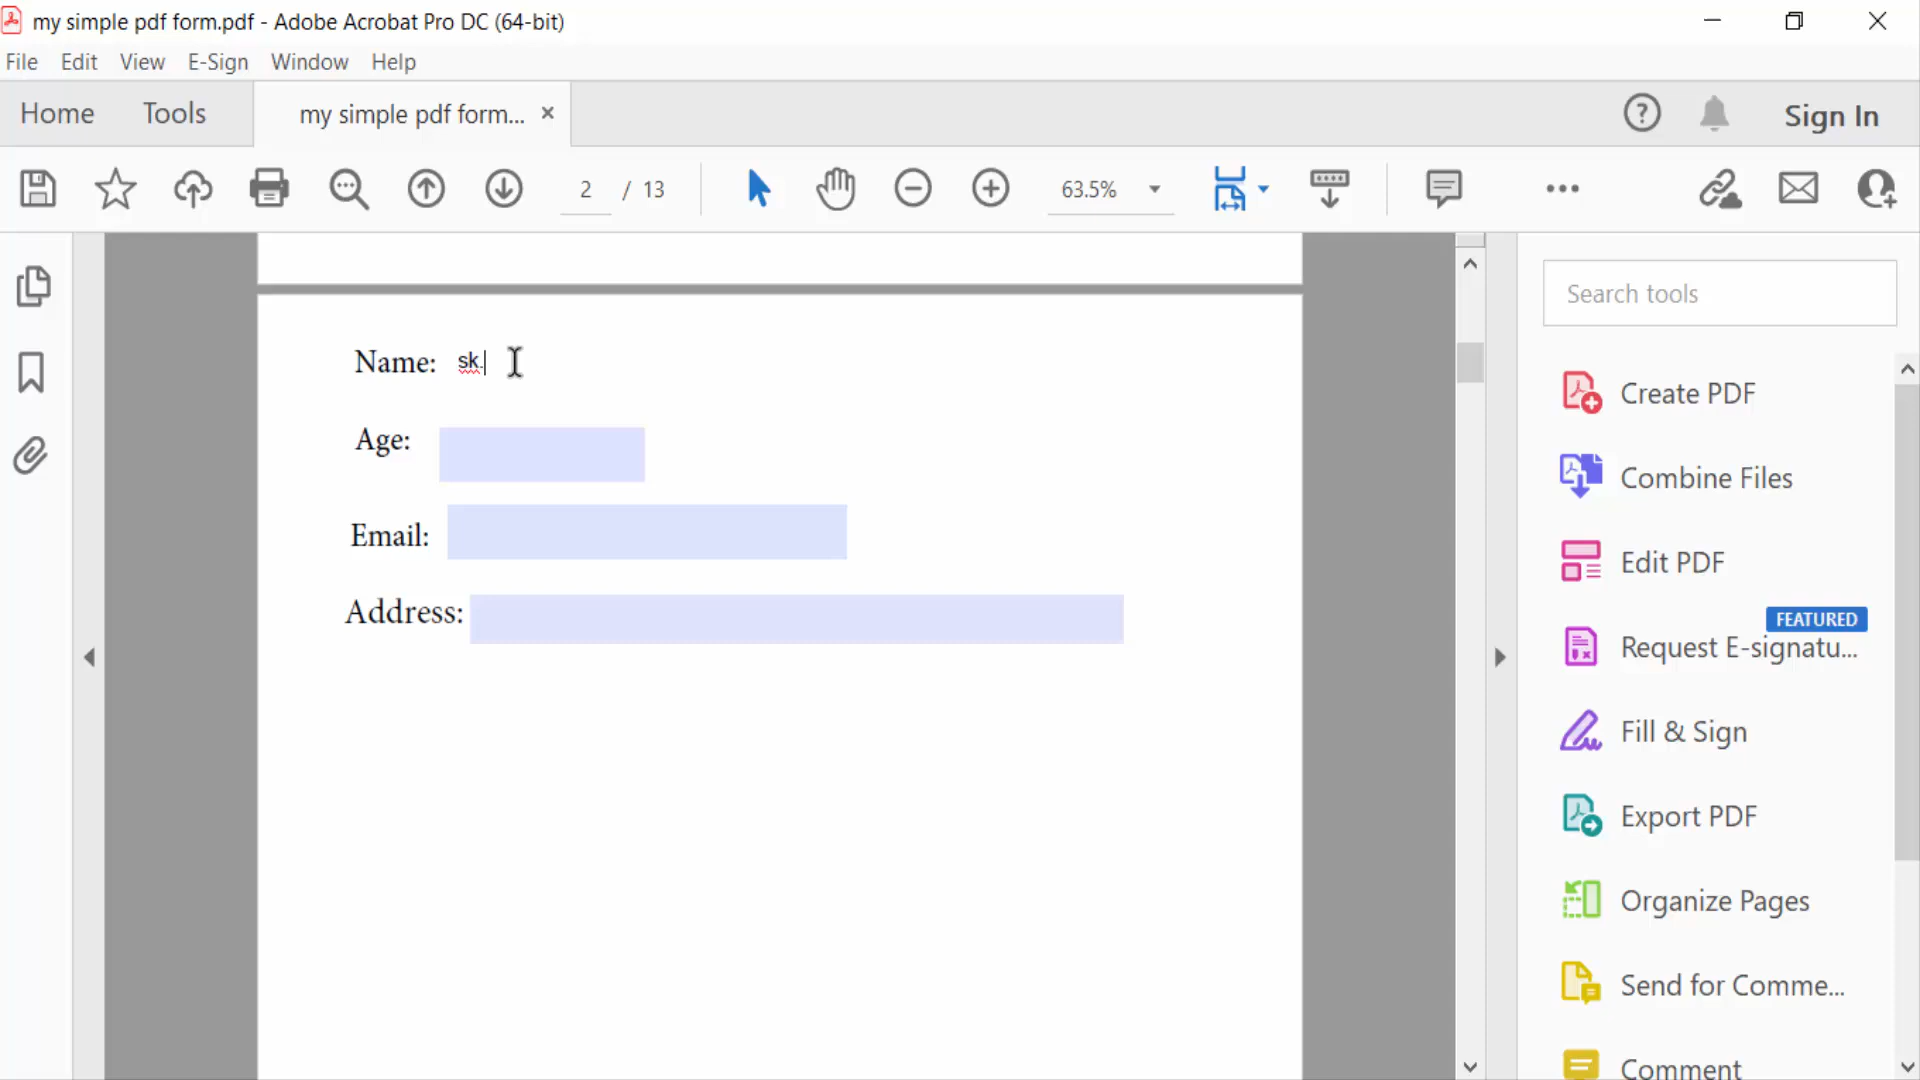 my simple pdf form.pdf - Adobe Acrobat Pro DC (64-bit)
File Edit View E-Sign Window Help
Home Tools my simple pdf form... × Sign In
2 / 13 63.5%
Search tools
Name: sk.
Age:
Email:
Address:
Create PDF
Combine Files
Edit PDF
FEATURED
Request E-signatu...
Fill & Sign
Export PDF
Organize Pages
Send for Comme...
Comment